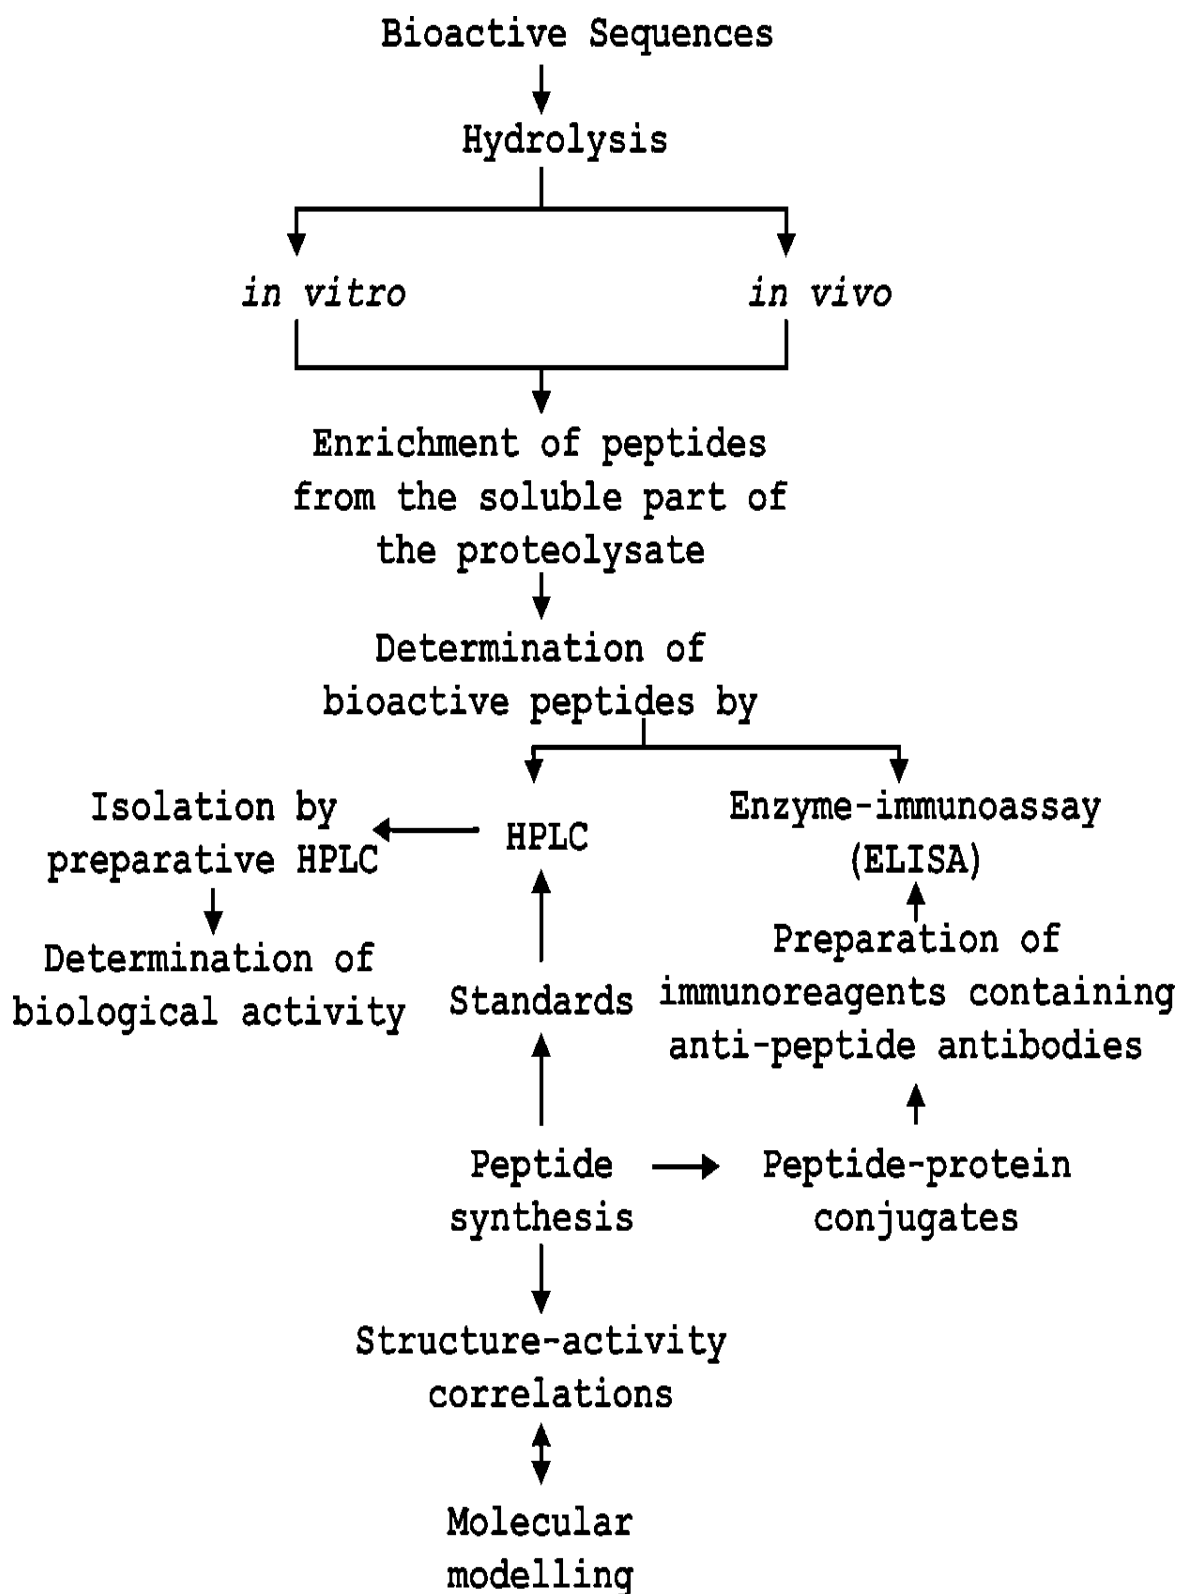 Bioactive Sequences
Hydrolysis
in vitro
in vivo
Enrichment of peptides
from the soluble part of
the proteolysate
Determination of
bioactive peptides by
Isolation by
preparative HPLC
HPLC
Enzyme-immunoassay
(ELISA)
Determination of
biological activity
Standards
Preparation of
immunoreagents containing
anti-peptide antibodies
Peptide
synthesis
Peptide-protein
conjugates
Structure-activity
correlations
Molecular
modelling